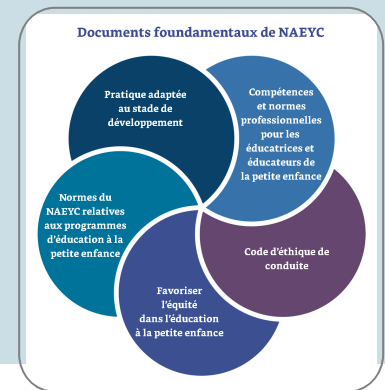 Documents foundamentaux de NAEYC
Pratique adaptée
au stade de
développement
Compétences
et normes
professionnelles
pour les
éducatrices et
éducateurs de
la petite enfance
Code d'éthique de
conduite
Favoriser
l'équité
dans l'éducation
à la petite enfance
Normes du
NAEYC relatives
aux programmes
d'éducation à la
petite enfance